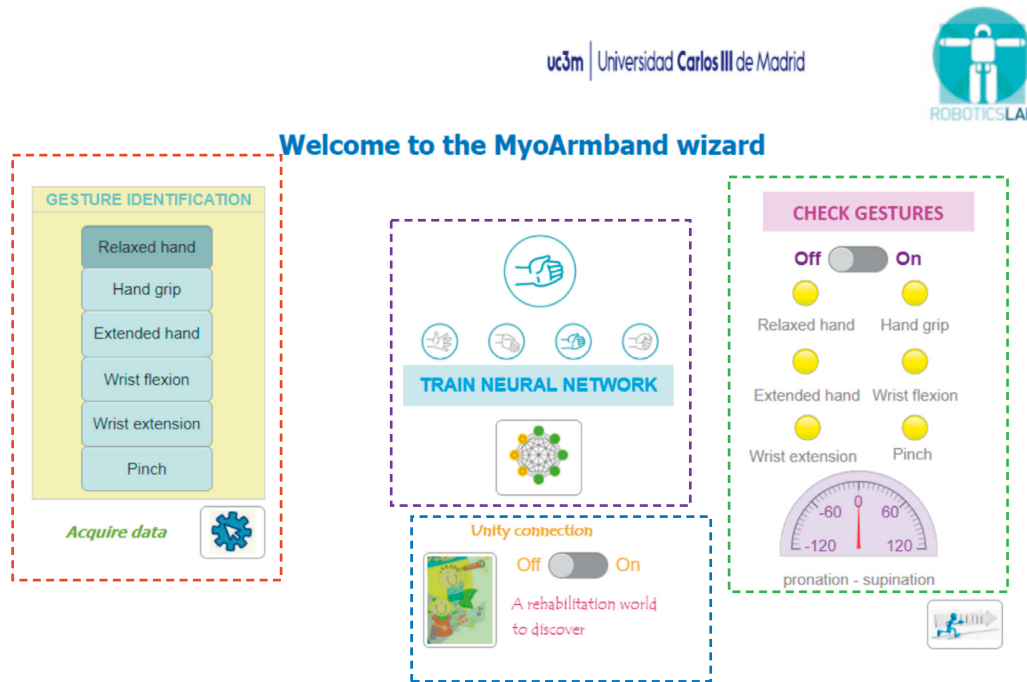 uc3m | Universidad Carlos III de Madrid
ROBOTICSLAB
Welcome to the MyoArmband wizard
GESTURE IDENTIFICATION
Relaxed hand
Hand grip
Extended hand
Wrist flexion
Wrist extension
Pinch
Acquire data
TRAIN NEURAL NETWORK
Unity connection
Off On
A rehabilitation world
to discover
CHECK GESTURES
Off On
Relaxed hand Hand grip
Extended hand Wrist flexion
Wrist extension Pinch
0
-60 60
-120 120
pronation - supination